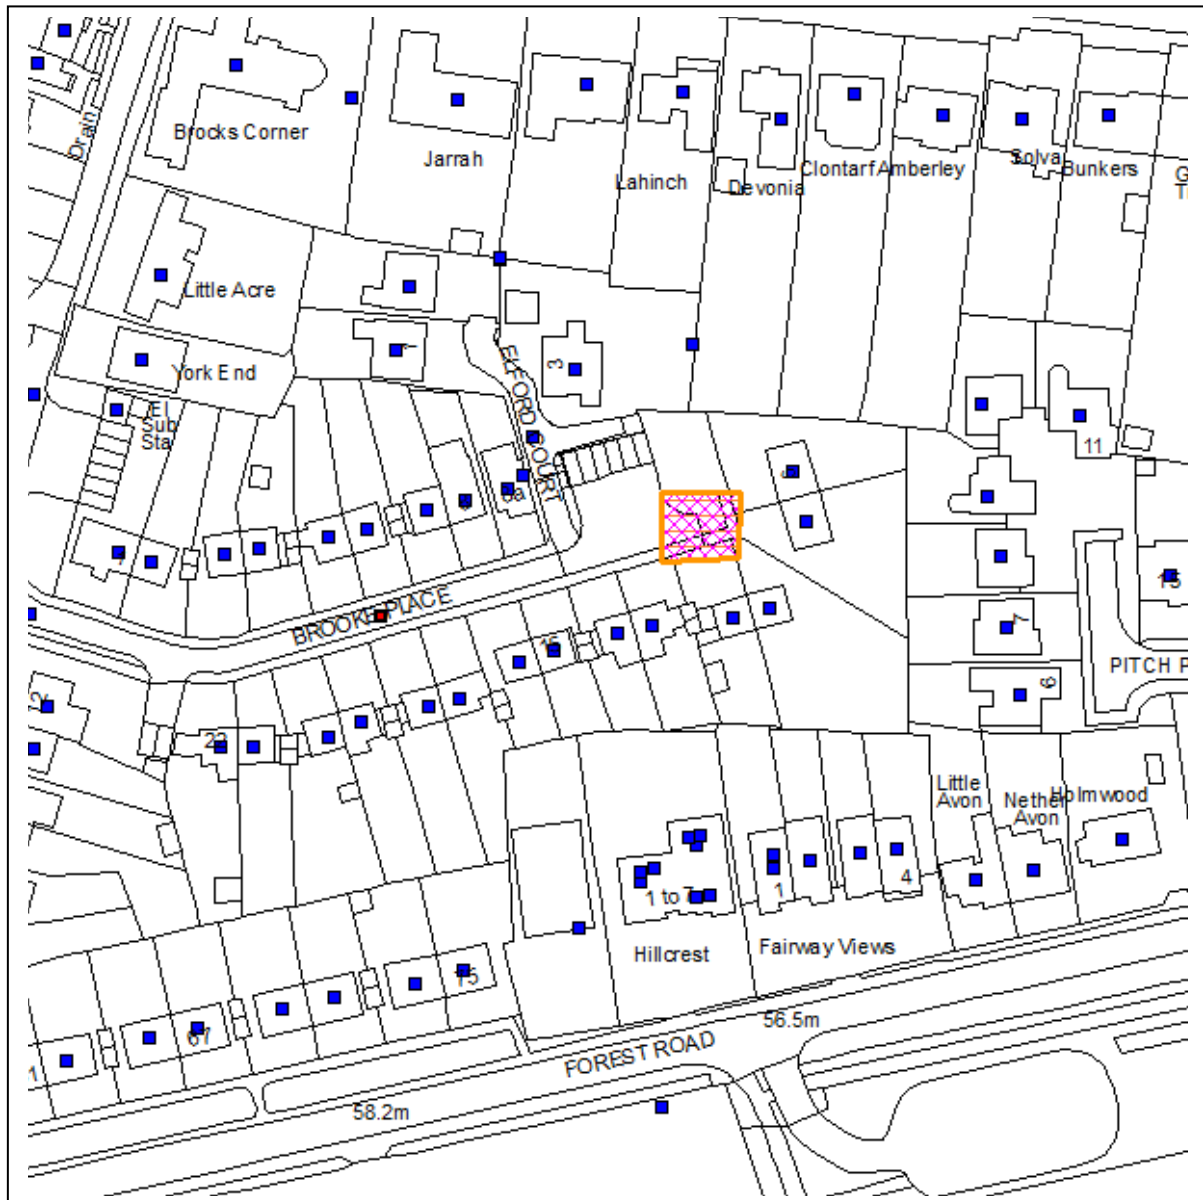 Drain
Brocks Corner
Jarrah
Lahinch
Devonia
Clontarf
Amberley
Solva
Bunkers
Little Acre
York End
El
Sub
Sta
ELFORD COURT
3
11
15
7
6
PITCH P
BROOKE PLACE
22
Little
Avon
Nether
Avon
Holmwood
1 to 7
1
4
Hillcrest
Fairway Views
75
67
1
56.5m
FOREST ROAD
58.2m